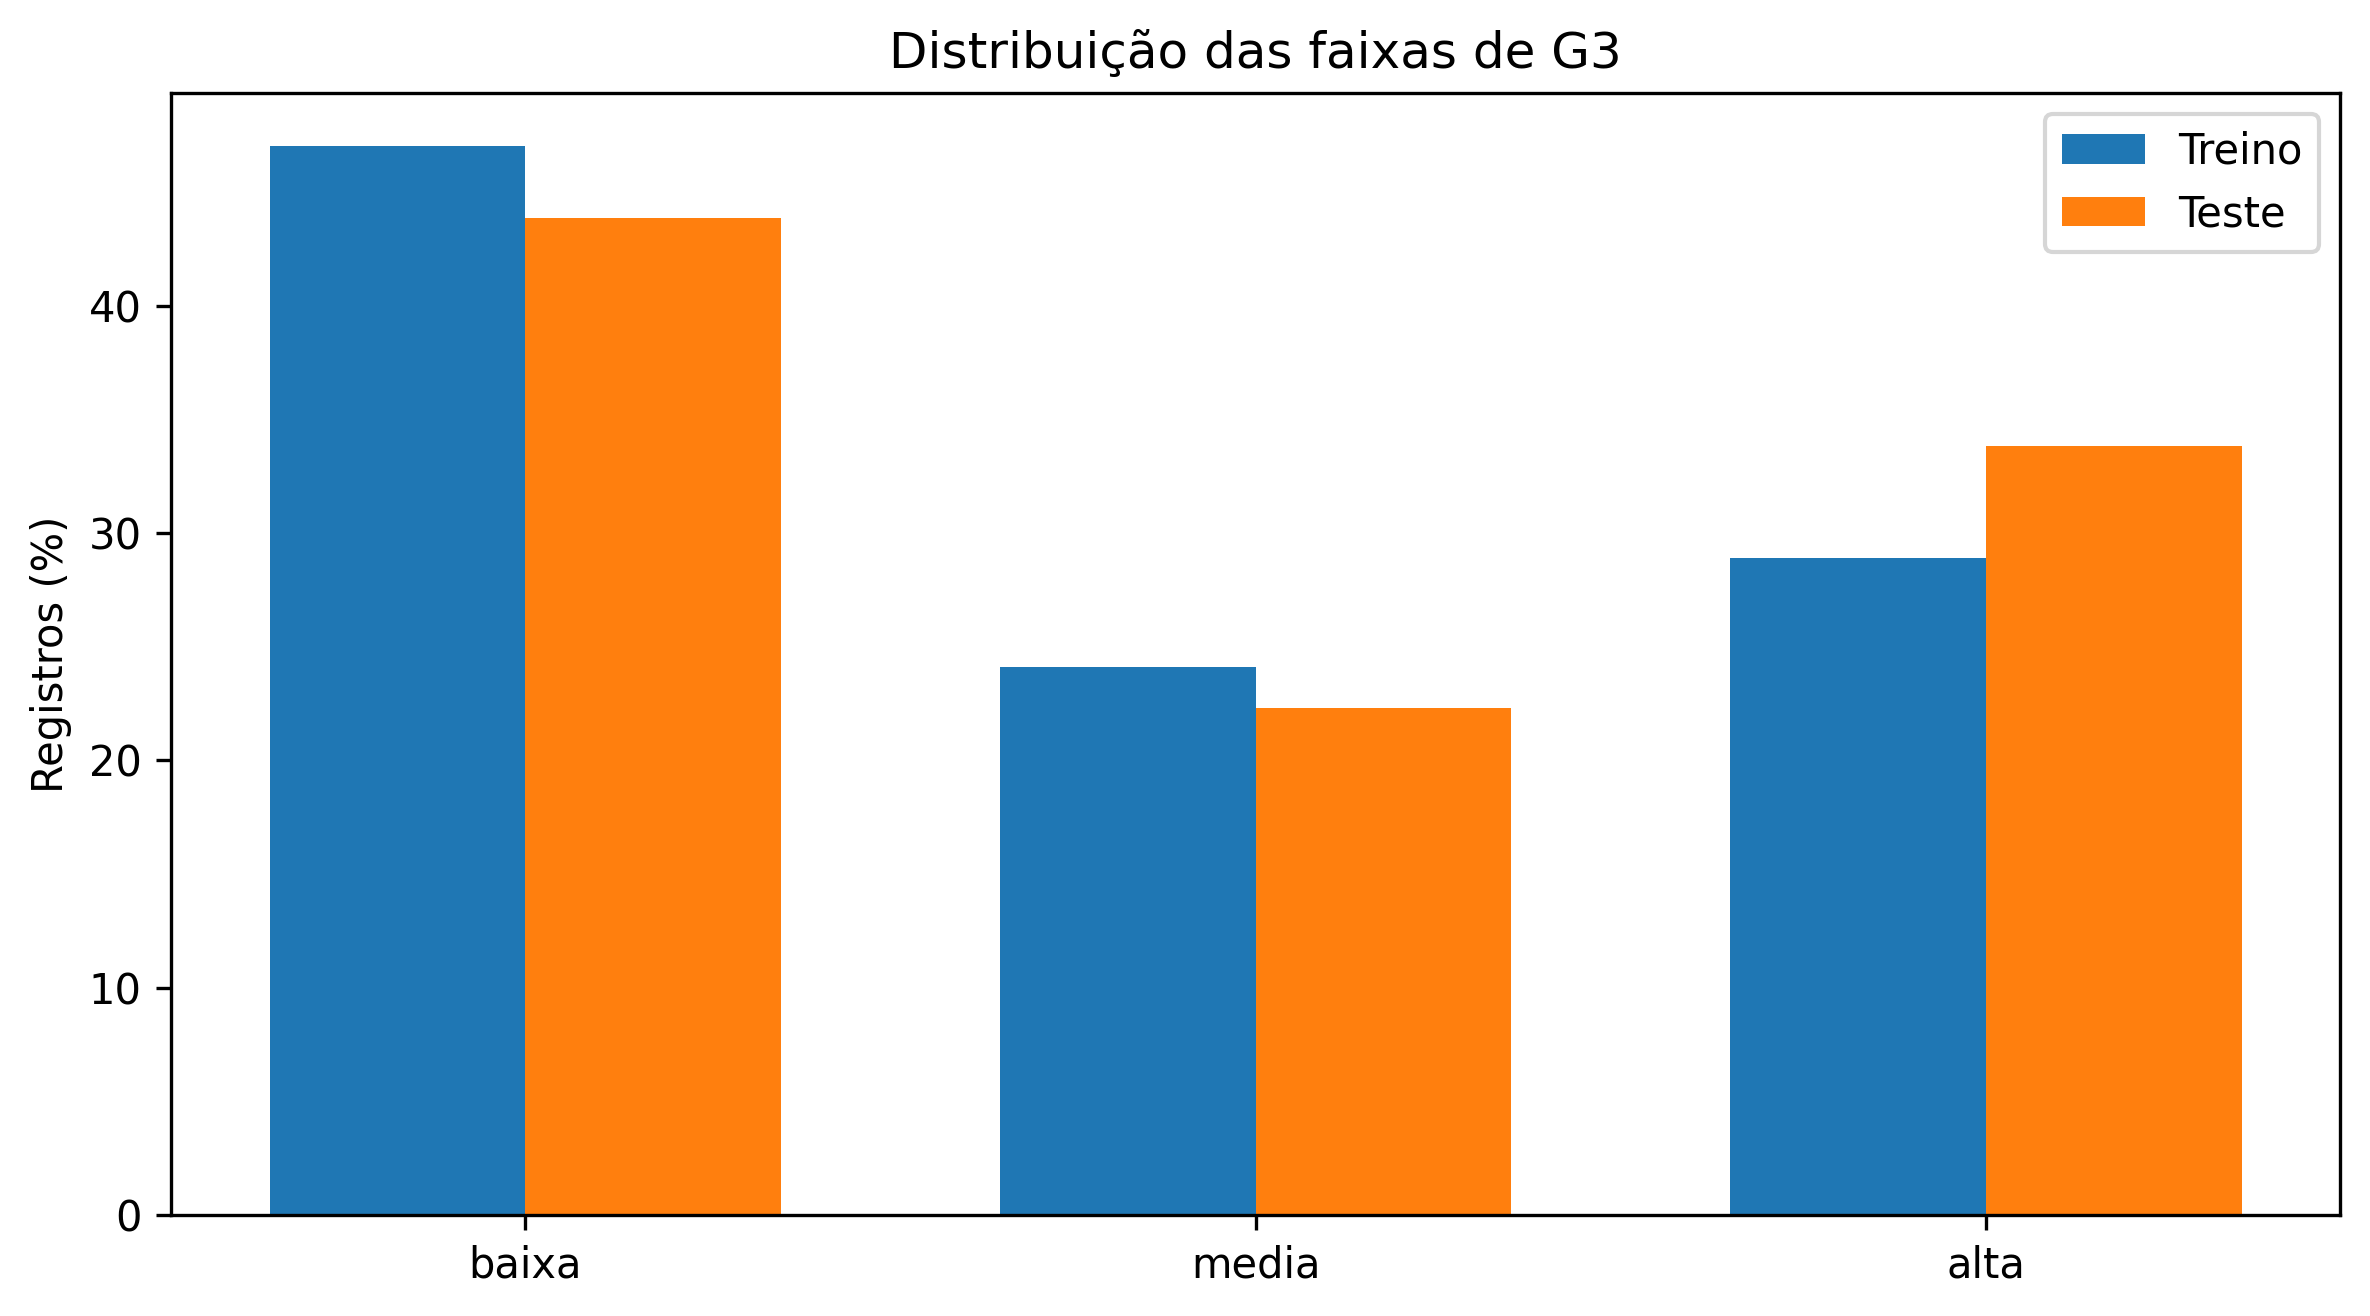 Distribuição das faixas de G3
Treino
Teste
Registros (%)
40
30
20
10
0
baixa
media
alta